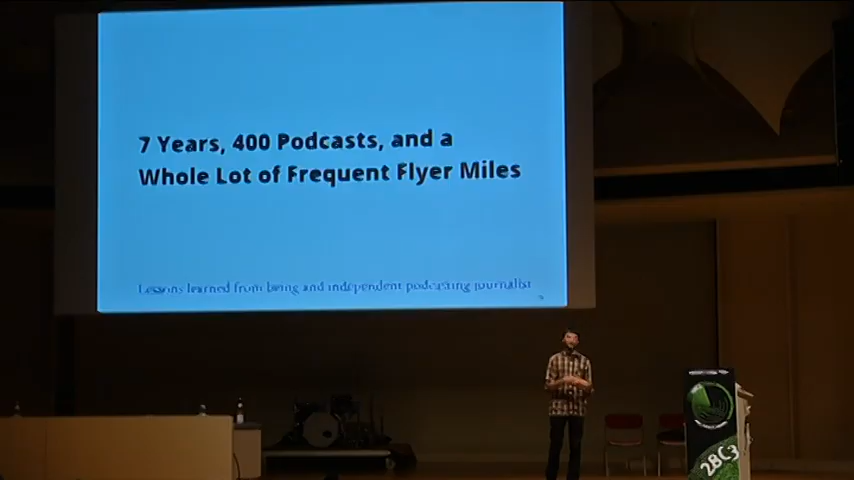 7 Years, 400 Podcasts, and a
Whole Lot of Frequent Flyer Miles
Lessons learned from being and independent podcasting journalist
28C3